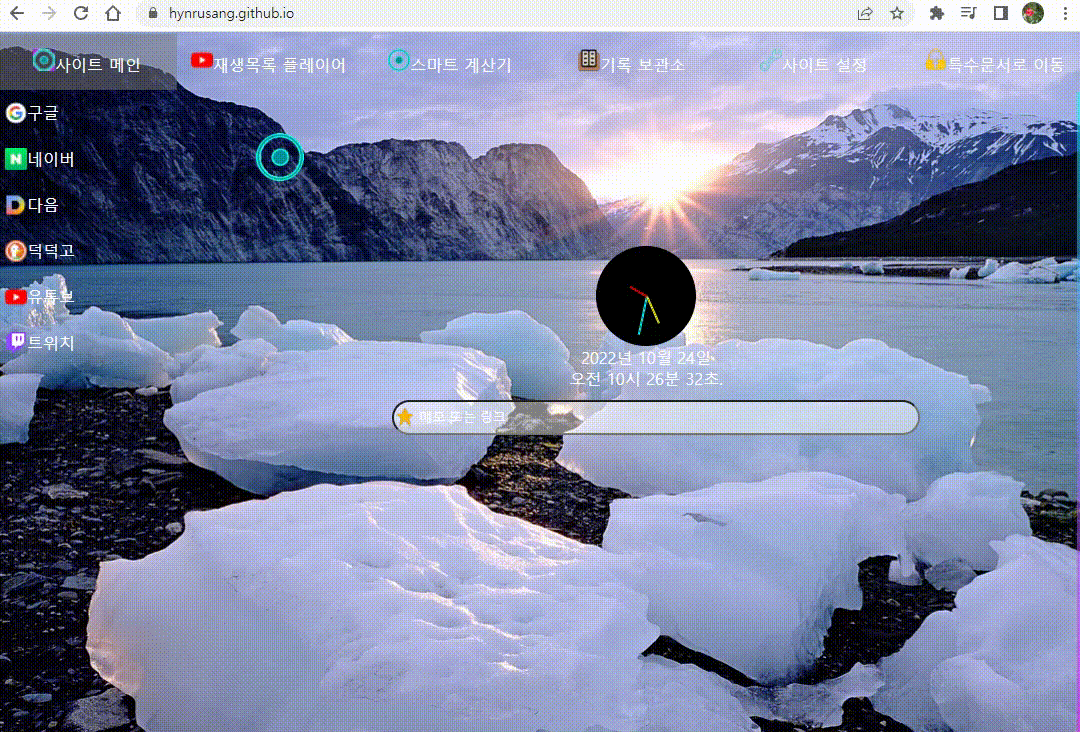 hynrusang.github.io
사이트 메인
재생목록 플레이어
스마트 계산기
기록 보관소
사이트 설정
특수문서로 이동
구글
네이버
다음
덕덕고
유튜브
트위치
2022년 10월 24일
오전 10시 26분 32초.
메모 또는 링크